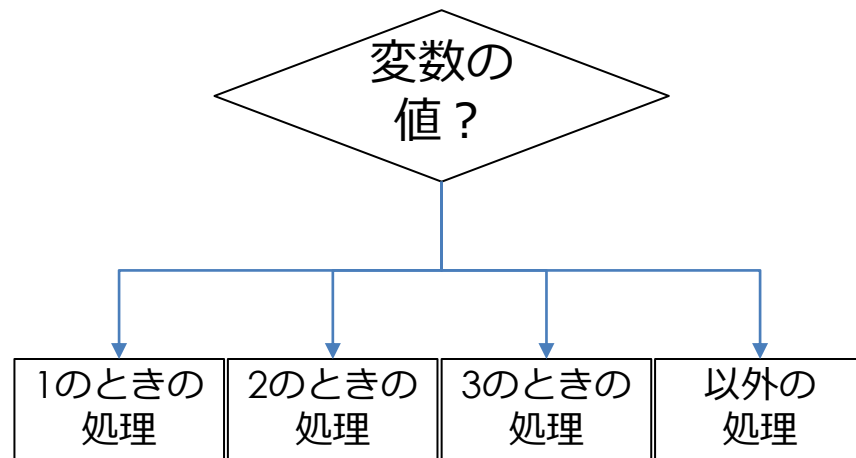 変数の
値？
1のときの
処理
2のときの
処理
3のときの
処理
以外の
処理